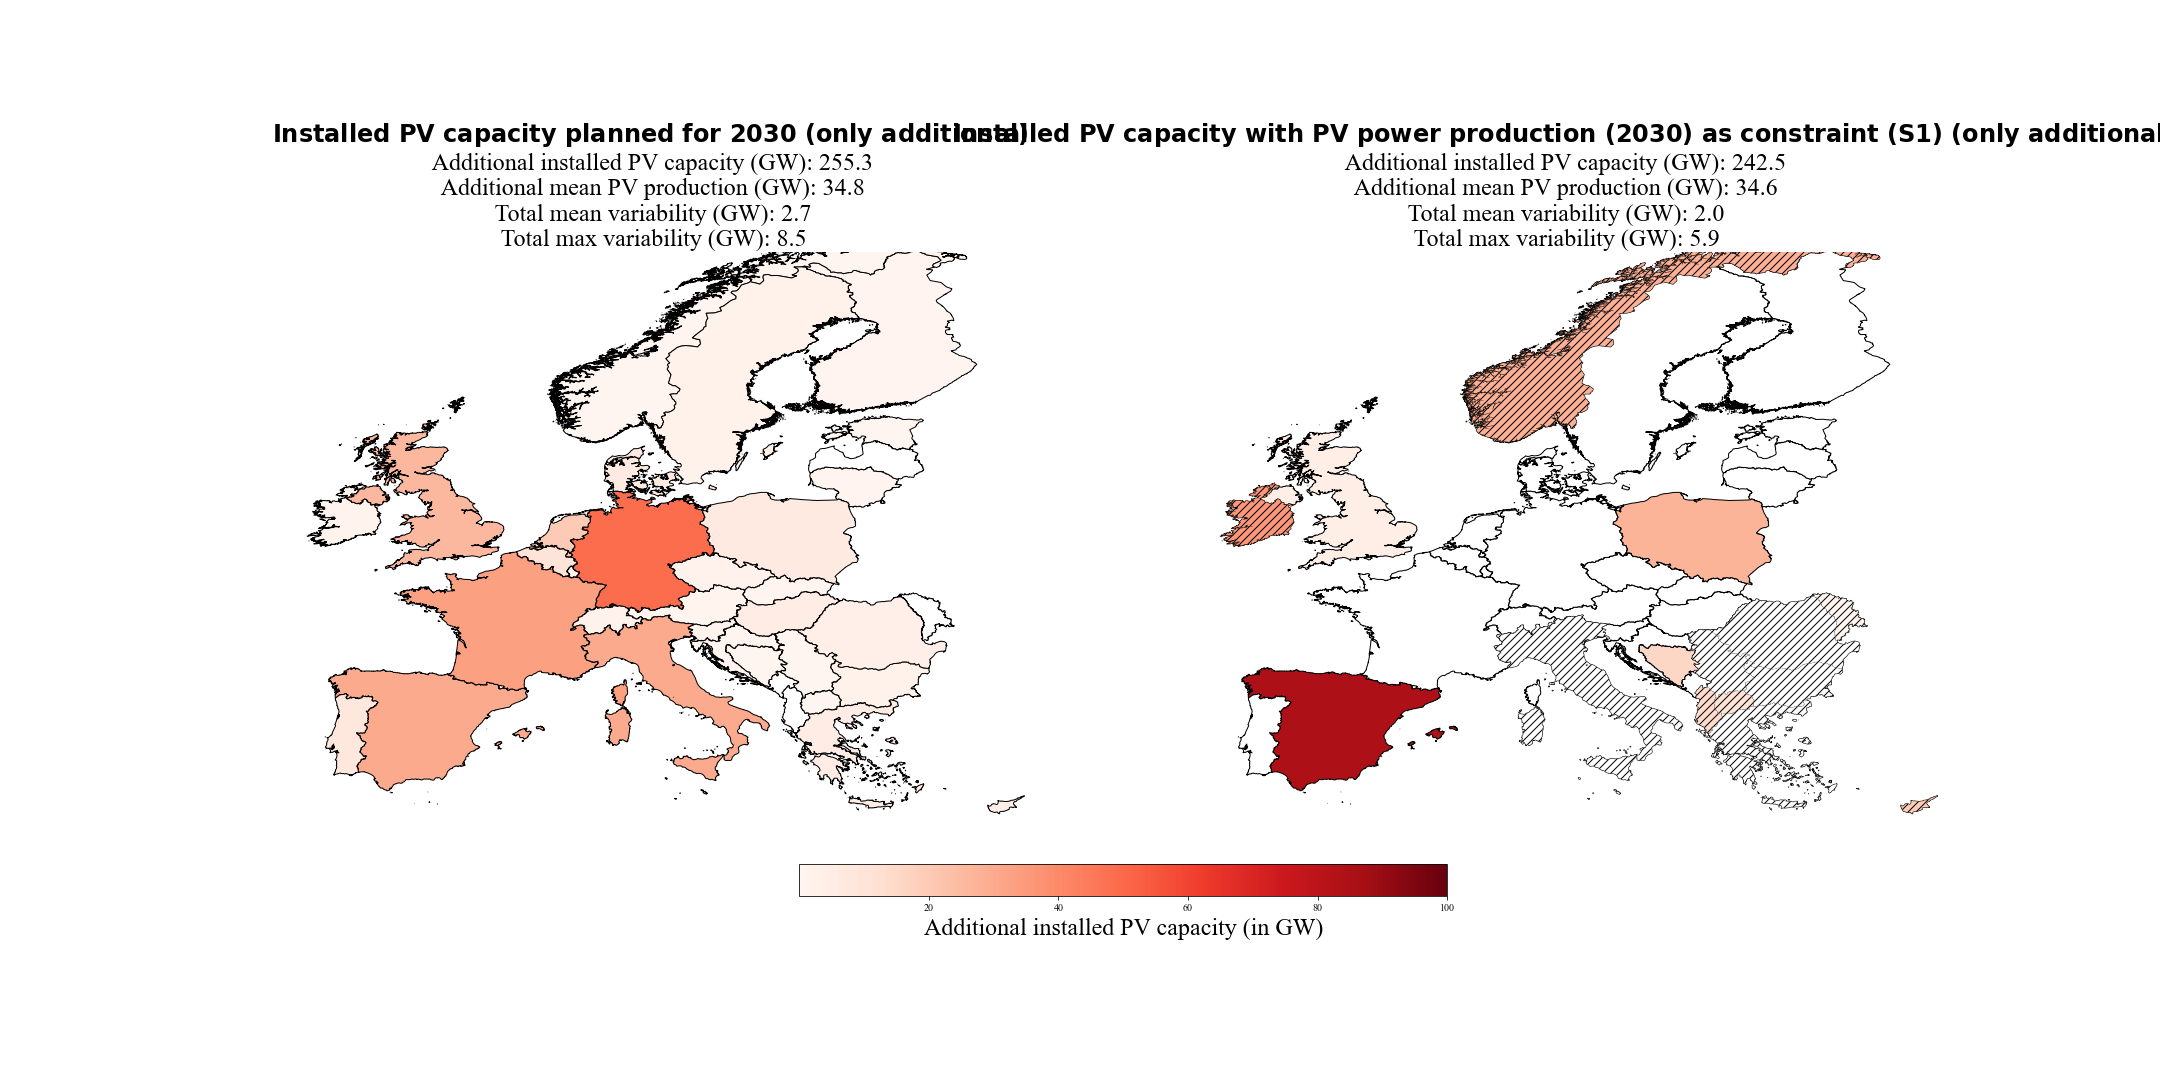 Installed PV capacity planned for 2030 (only additional)
Additional installed PV capacity (GW): 255.3
Additional mean PV production (GW): 34.8
Total mean variability (GW): 2.7
Total max variability (GW): 8.5
Installed PV capacity with PV power production (2030) as constraint (S1) (only additional
Additional installed PV capacity (GW): 242.5
Additional mean PV production (GW): 34.6
Total mean variability (GW): 2.0
Total max variability (GW): 5.9
20 40 60 80 100
Additional installed PV capacity (in GW)